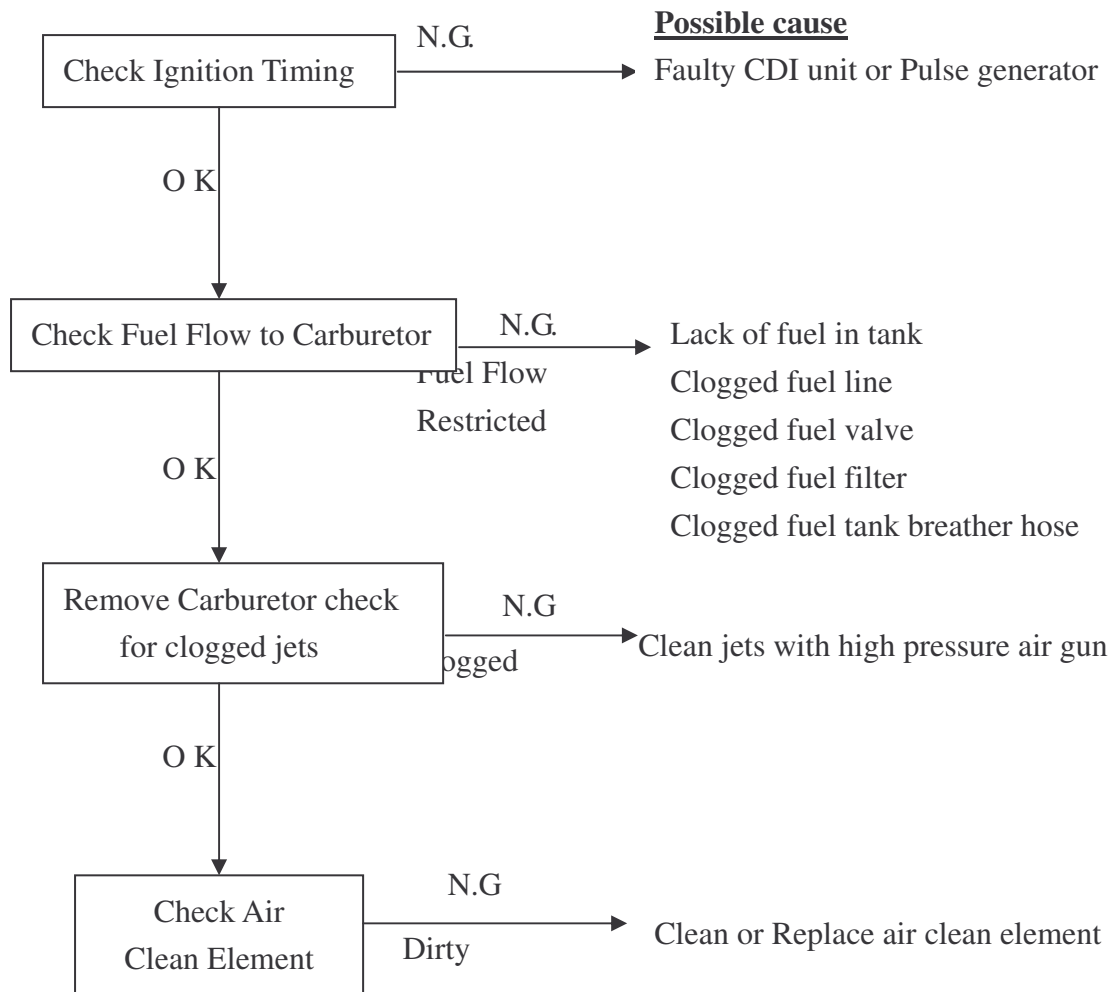 Possible cause
N.G.
Check Ignition Timing
Faulty CDI unit or Pulse generator
O K
Check Fuel Flow to Carburetor
N.G.
Fuel Flow
Restricted
Lack of fuel in tank
Clogged fuel line
Clogged fuel valve
Clogged fuel filter
Clogged fuel tank breather hose
O K
Remove Carburetor check
for clogged jets
N.G
ogged
Clean jets with high pressure air gun
O K
Check Air
Clean Element
N.G
Dirty
Clean or Replace air clean element